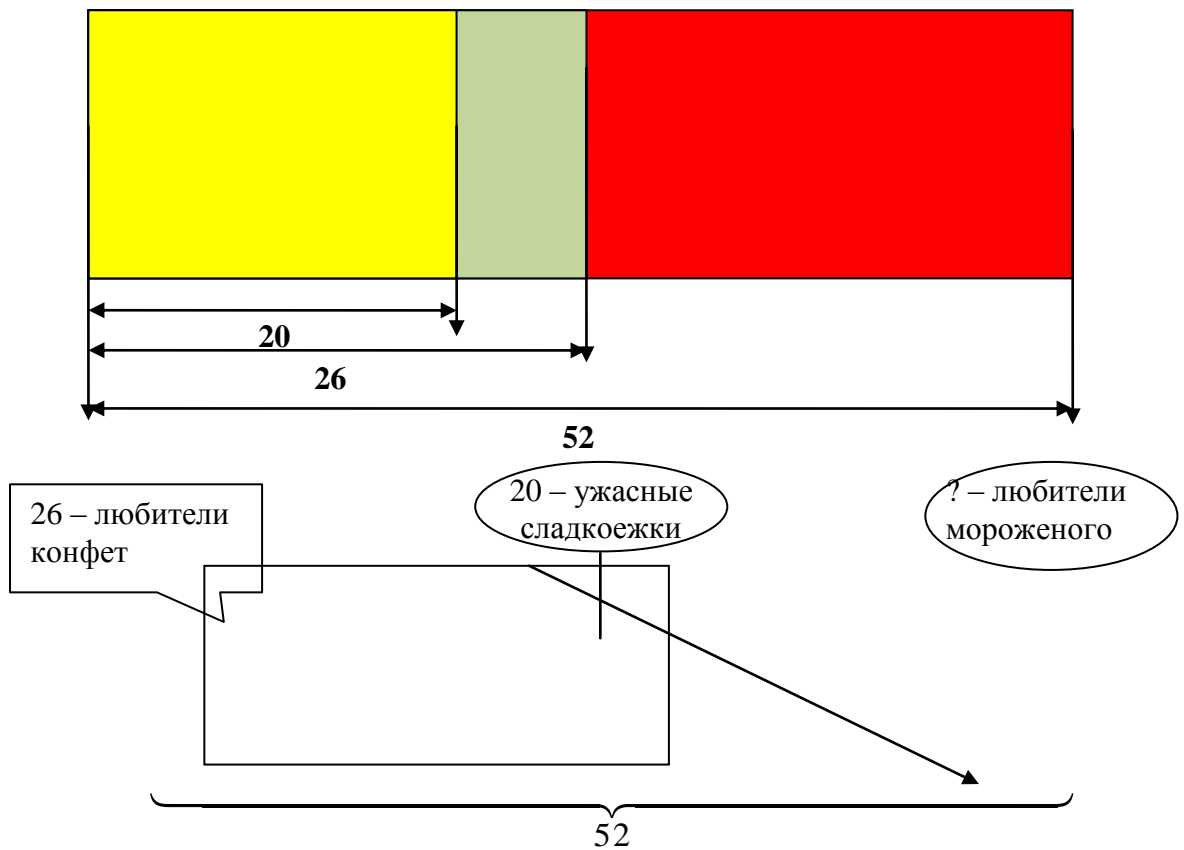 20
26
52
26 – любители
конфет
20 – ужасные
сладкоежки
? – любители
мороженого
52